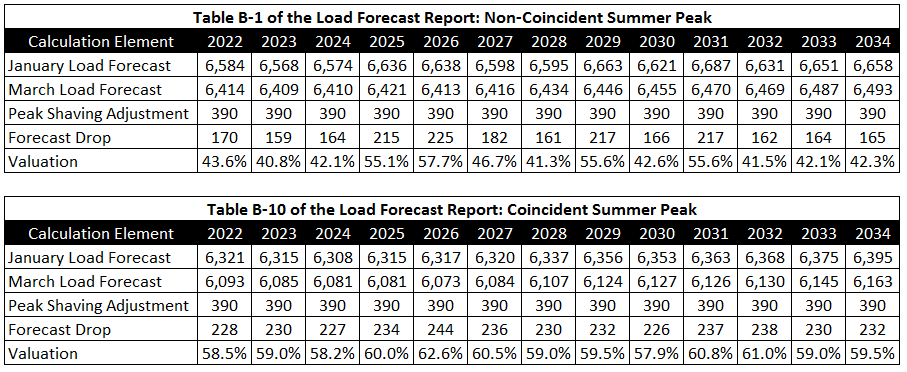 Table B-1 of the Load Forecast Report: Non-Coincident Summer Peak
Calculation Element 2022 2023 2024 2025 2026 2027 2028 2029 2030 2031 2032 2033 2034
January Load Forecast 6,584 6,568 6,574 6,636 6,638 6,598 6,595 6,663 6,621 6,687 6,631 6,651 6,658
March Load Forecast 6,414 6,409 6,410 6,421 6,413 6,416 6,434 6,446 6,455 6,470 6,469 6,487 6,493
Peak Shaving Adjustment 390 390 390 390 390 390 390 390 390 390 390 390 390
Forecast Drop 170 159 164 215 225 182 161 217 166 217 162 164 165
Valuation 43.6% 40.8% 42.1% 55.1% 57.7% 46.7% 41.3% 55.6% 42.6% 55.6% 41.5% 42.1% 42.3%
Table B-10 of the Load Forecast Report: Coincident Summer Peak
Calculation Element 2022 2023 2024 2025 2026 2027 2028 2029 2030 2031 2032 2033 2034
January Load Forecast 6,321 6,315 6,308 6,315 6,317 6,320 6,337 6,356 6,353 6,363 6,368 6,375 6,395
March Load Forecast 6,093 6,085 6,081 6,081 6,073 6,084 6,107 6,124 6,127 6,126 6,130 6,145 6,163
Peak Shaving Adjustment 390 390 390 390 390 390 390 390 390 390 390 390 390
Forecast Drop 228 230 227 234 244 236 230 232 226 237 238 230 232
Valuation 58.5% 59.0% 58.2% 60.0% 62.6% 60.5% 59.0% 59.5% 57.9% 60.8% 61.0% 59.0% 59.5%